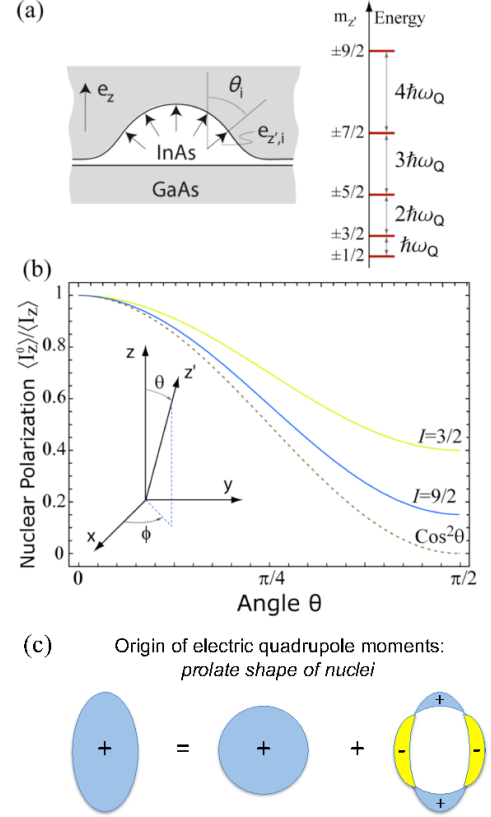 (a)
e_z
θ_i
e_z',i
InAs
GaAs
m_z' Energy
±9/2
4ħω_Q
±7/2
3ħω_Q
±5/2
2ħω_Q
±3/2
ħω_Q
±1/2
(b)
Nuclear Polarization ⟨I_z^0⟩/⟨I_z⟩
1
0.8
0.6
0.4
0.2
0
z
θ
z'
y
x
ϕ
I=3/2
I=9/2
Cos²θ
0
π/4
π/2
Angle θ
(c)
Origin of electric quadrupole moments:
prolate shape of nuclei
+ = + + + - - +